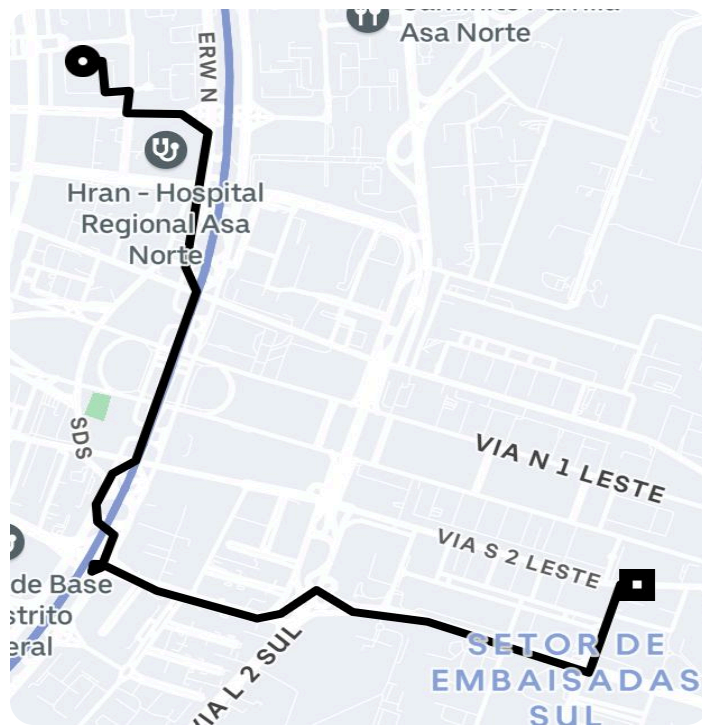 Asa Norte
ERW N
Hran - Hospital
Regional Asa
Norte
SDS
VIA N 1 LESTE
VIA S 2 LESTE
de Base
strito
eral
VIA L 2 SUL
SETOR DE
EMBAISADAS
SUL